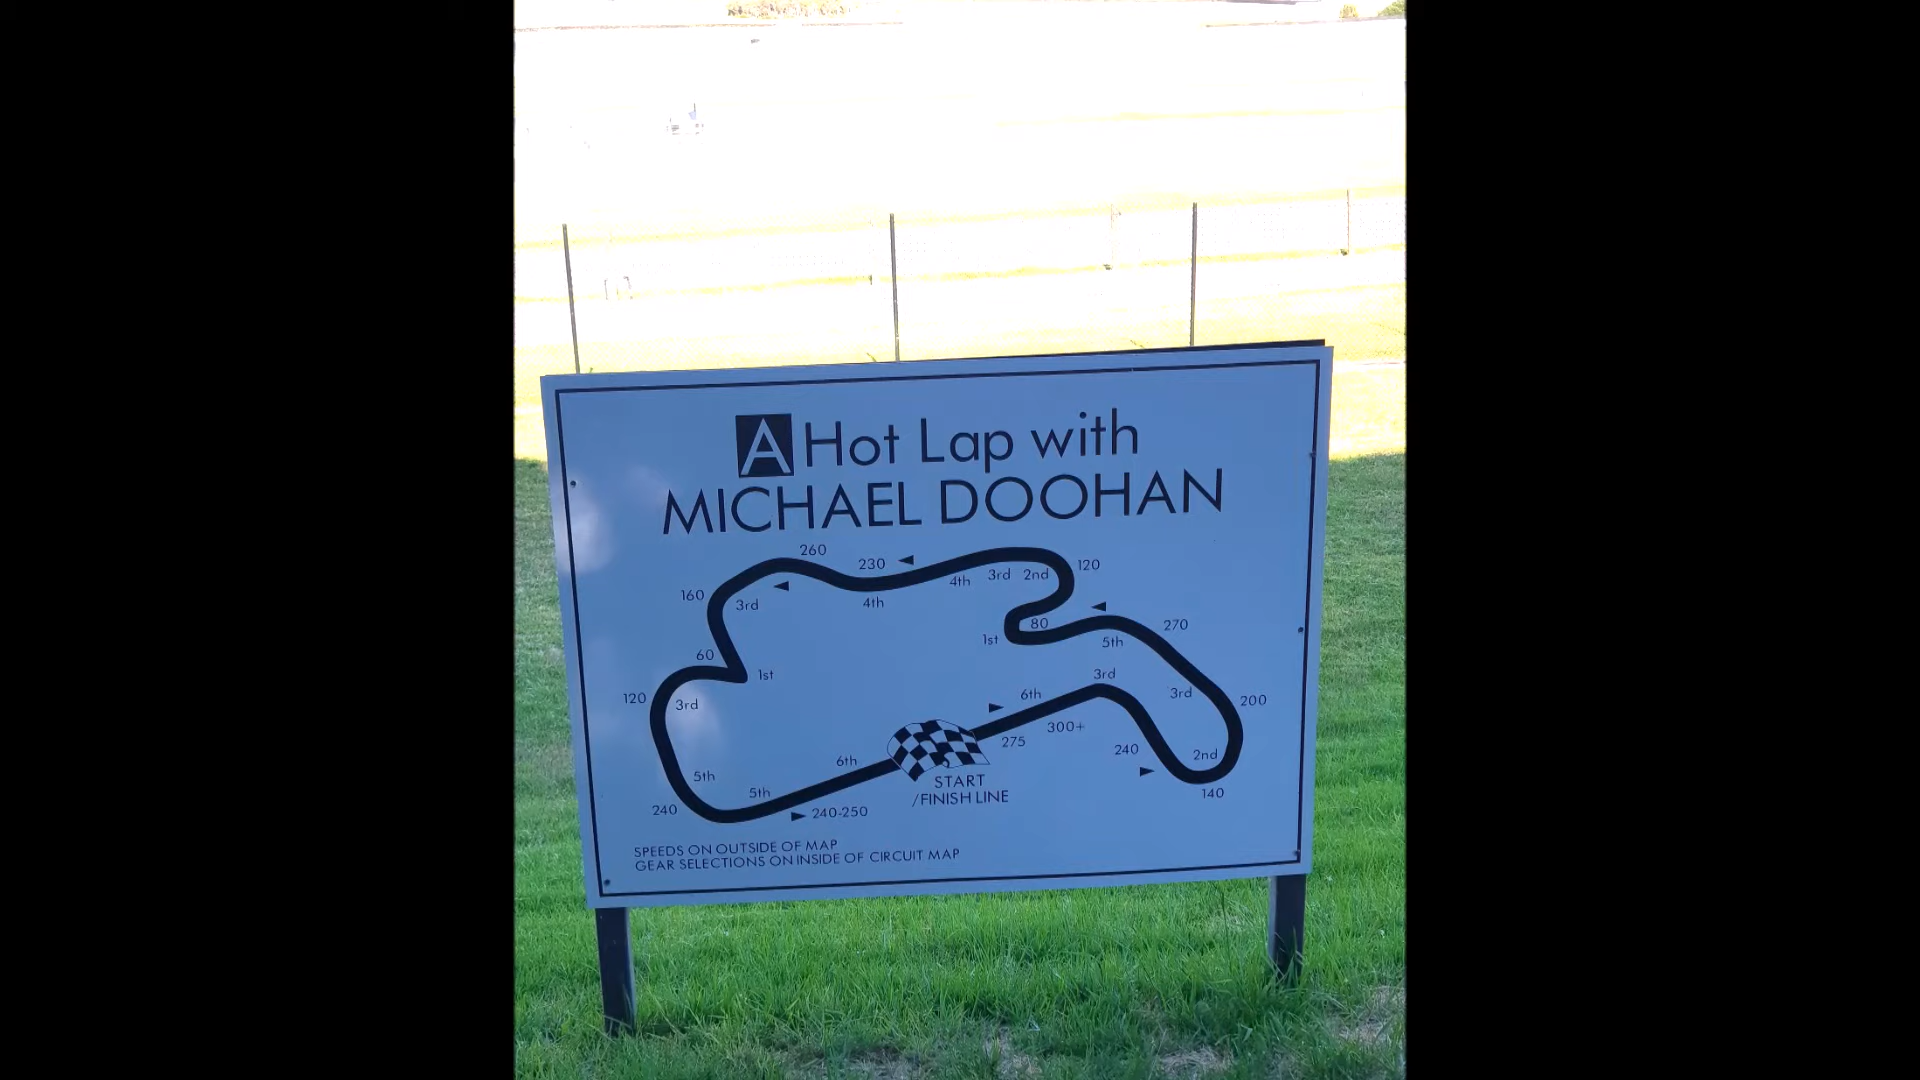 A Hot Lap with
MICHAEL DOOHAN
260
230
4th
3rd
2nd
120
160
3rd
4th
80
1st
270
5th
60
1st
120
3rd
3rd
3rd
200
6th
300+
275
240
2nd
140
6th
5th
5th
240
240-250
START
/FINISH LINE
SPEEDS ON OUTSIDE OF MAP
GEAR SELECTIONS ON INSIDE OF CIRCUIT MAP